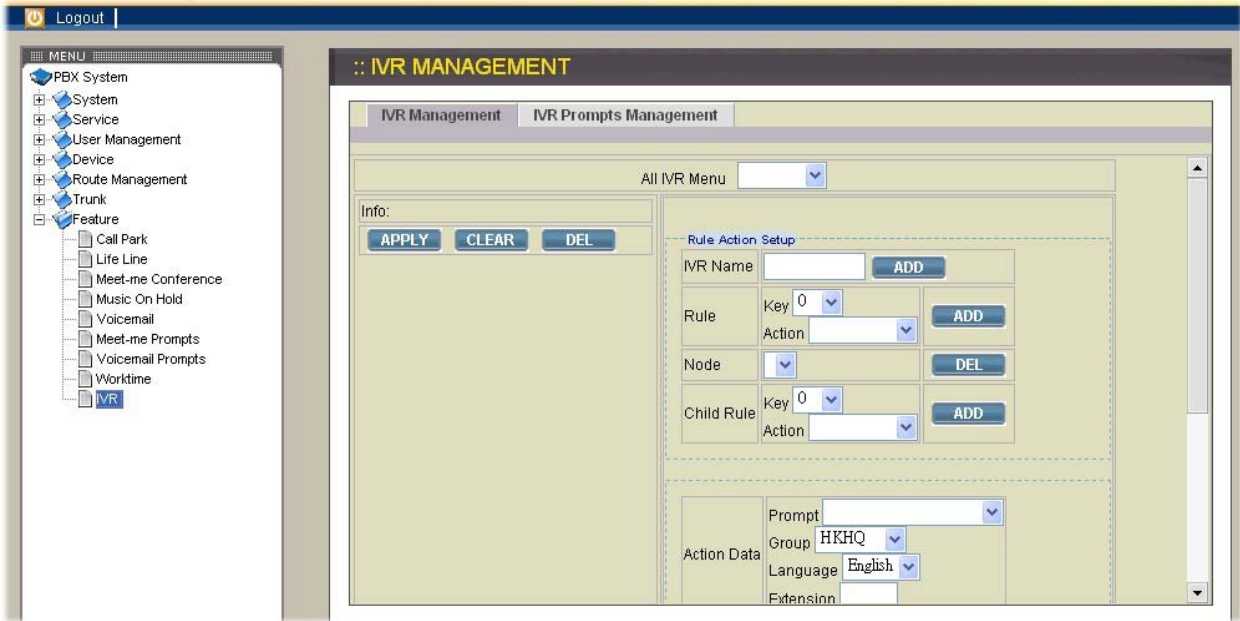 Logout
MENU
PBX System
System
Service
User Management
Device
Route Management
Trunk
Feature
Call Park
Life Line
Meet-me Conference
Music On Hold
Voicemail
Meet-me Prompts
Voicemail Prompts
Worktime
IVR
:: IVR MANAGEMENT
IVR Management IVR Prompts Management
All IVR Menu
Info:
APPLY CLEAR DEL
Rule Action Setup
IVR Name ADD
Rule Key 0 ADD
Action
Node DEL
Child Rule Key 0 ADD
Action
Action Data
Prompt
Group HKHQ
Language English
Extension